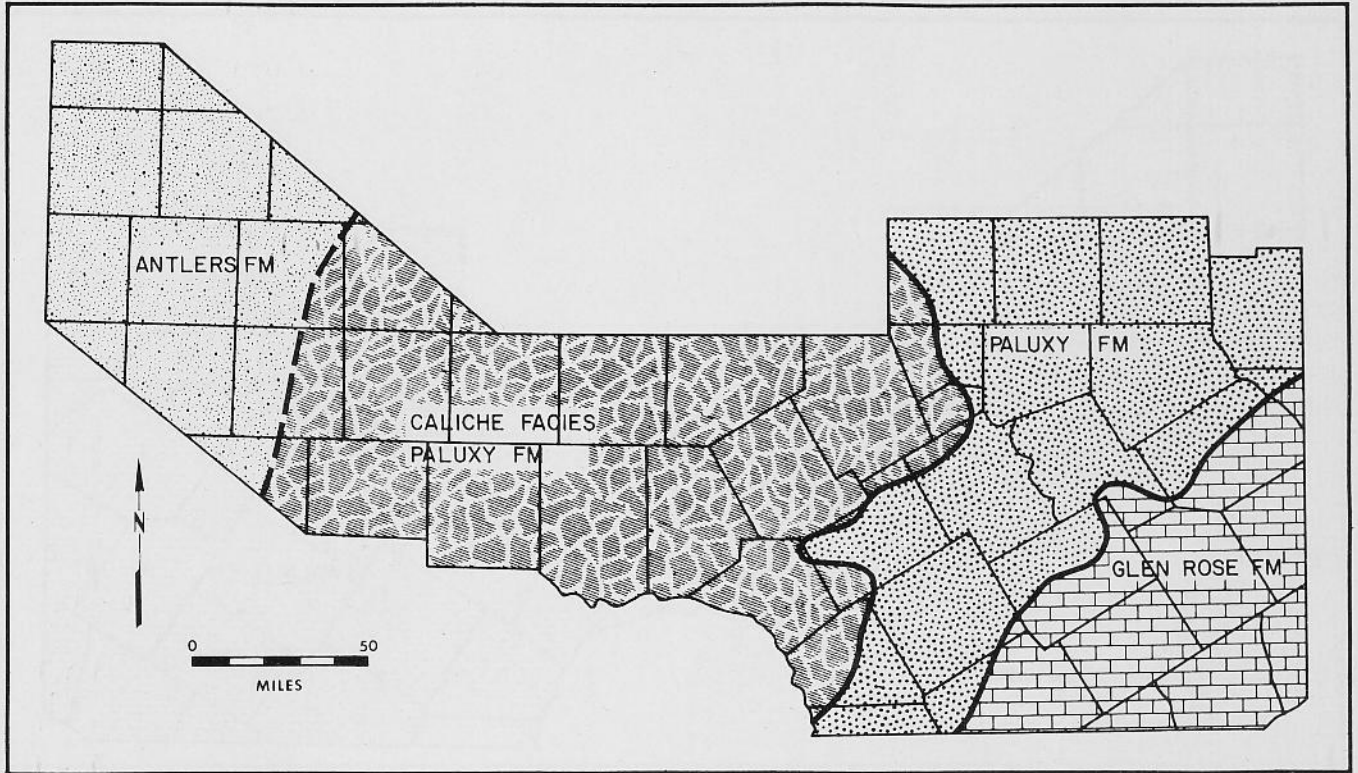 ANTLERS FM
PALUXY FM
CALICHE FACIES
PALUXY FM
N
GLEN ROSE FM
0 50
MILES